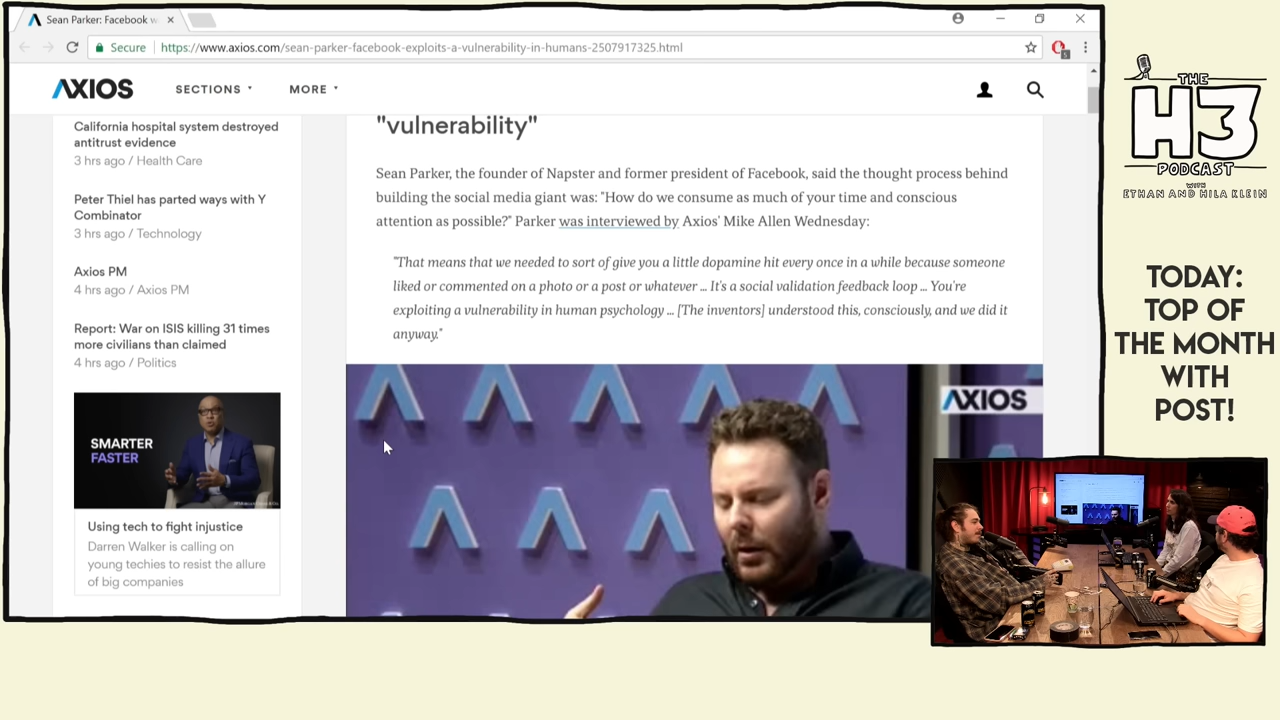 Sean Parker: Facebook w
Secure
https://www.axios.com/sean-parker-facebook-exploits-a-vulnerability-in-humans-2507917325.html
AXIOS
SECTIONS
MORE
California hospital system destroyed
antitrust evidence
3 hrs ago / Health Care
Peter Thiel has parted ways with Y
Combinator
3 hrs ago / Technology
Axios PM
4 hrs ago / Axios PM
Report: War on ISIS killing 31 times
more civilians than claimed
4 hrs ago / Politics
SMARTER
FASTER
Using tech to fight injustice
Darren Walker is calling on
young techies to resist the allure
of big companies
"vulnerability"
Sean Parker, the founder of Napster and former president of Facebook, said the thought process behind
building the social media giant was: "How do we consume as much of your time and conscious
attention as possible?" Parker was interviewed by Axios' Mike Allen Wednesday:
"That means that we needed to sort of give you a little dopamine hit every once in a while because someone
liked or commented on a photo or a post or whatever ... It's a social validation feedback loop ... You're
exploiting a vulnerability in human psychology ... [The inventors] understood this, consciously, and we did it
anyway."
AXIOS
THE
H3
PODCAST
WITH
ETHAN AND HILA KLEIN
TODAY:
TOP OF
THE MONTH
WITH
POST!